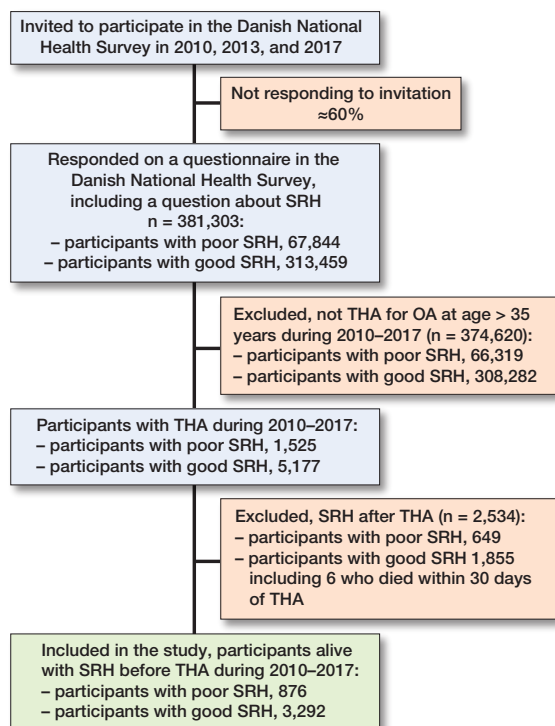 Invited to participate in the Danish National
Health Survey in 2010, 2013, and 2017
Not responding to invitation
≈60%
Responded on a questionnaire in the
Danish National Health Survey,
including a question about SRH
n = 381,303:
– participants with poor SRH, 67,844
– participants with good SRH, 313,459
Excluded, not THA for OA at age > 35
years during 2010–2017 (n = 374,620):
– participants with poor SRH, 66,319
– participants with good SRH, 308,282
Participants with THA during 2010–2017:
– participants with poor SRH, 1,525
– participants with good SRH, 5,177
Excluded, SRH after THA (n = 2,534):
– participants with poor SRH, 649
– participants with good SRH 1,855
including 6 who died within 30 days
of THA
Included in the study, participants alive
with SRH before THA during 2010–2017:
– participants with poor SRH, 876
– participants with good SRH, 3,292